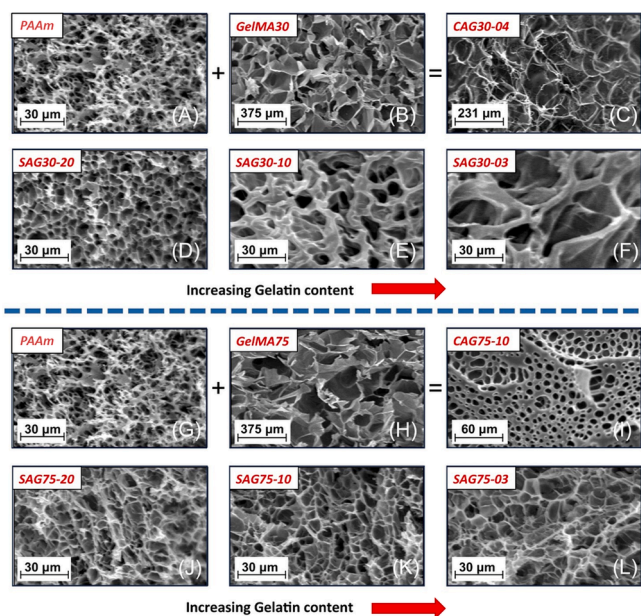 PAAm
GelMA30
CAG30-04
+
=
30 µm
(A)
375 µm
(B)
231 µm
(C)
SAG30-20
SAG30-10
SAG30-03
30 µm
(D)
30 µm
(E)
30 µm
(F)
Increasing Gelatin content
PAAm
GelMA75
CAG75-10
+
=
30 µm
(G)
375 µm
(H)
60 µm
(I)
SAG75-20
SAG75-10
SAG75-03
30 µm
(J)
30 µm
(K)
30 µm
(L)
Increasing Gelatin content